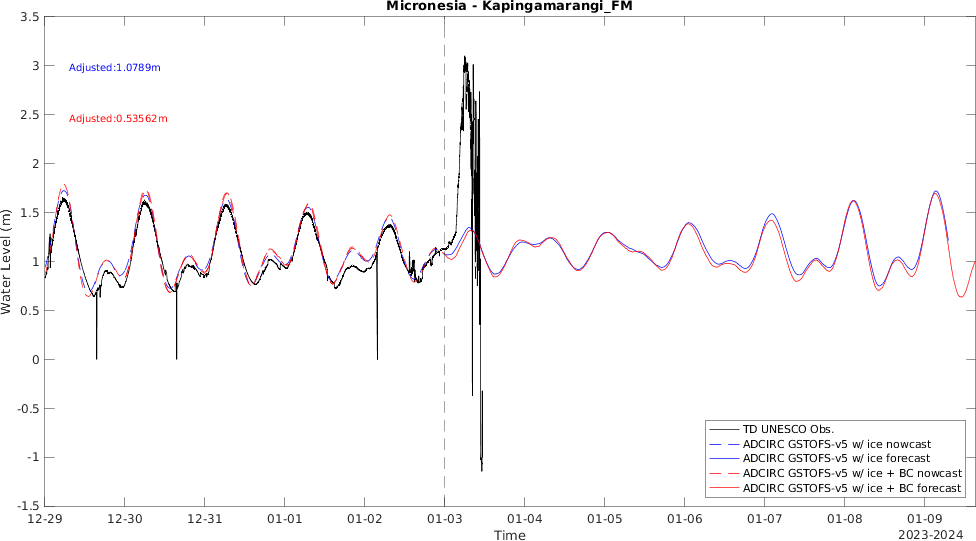 Micronesia - Kapingamarangi_FM
3.5
3
2.5
2
1.5
1
0.5
0
-0.5
-1
-1.5
Water Level (m)
Adjusted:1.0789m
Adjusted:0.53562m
TD UNESCO Obs.
ADCIRC GSTOFS-v5 w/ ice nowcast
ADCIRC GSTOFS-v5 w/ ice forecast
ADCIRC GSTOFS-v5 w/ ice + BC nowcast
ADCIRC GSTOFS-v5 w/ ice + BC forecast
12-29 12-30 12-31 01-01 01-02 01-03 01-04 01-05 01-06 01-07 01-08 01-09
Time
2023-2024